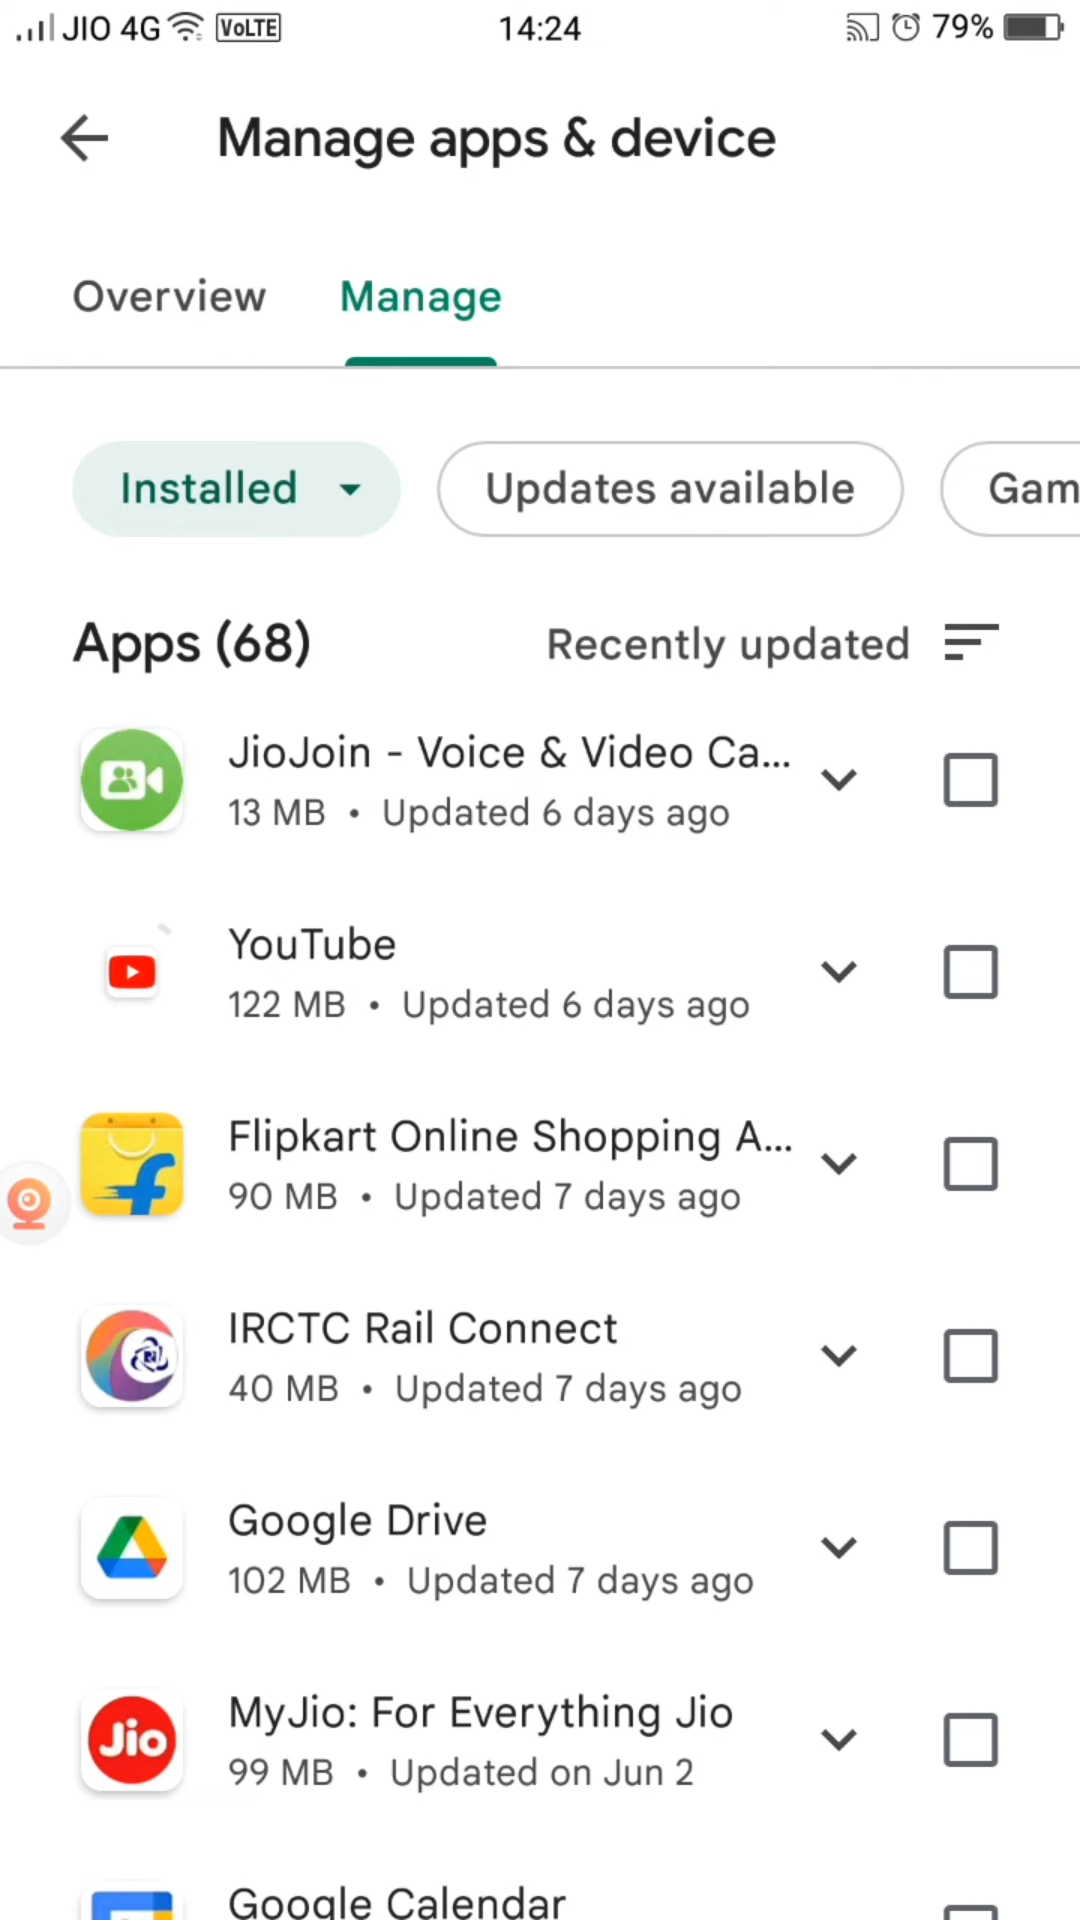 JIO 4G VoLTE 14:24 79%
Manage apps & device
Overview Manage
Installed Updates available Gam
Apps (68) Recently updated
JioJoin - Voice & Video Ca...
13 MB • Updated 6 days ago
YouTube
122 MB • Updated 6 days ago
Flipkart Online Shopping A...
90 MB • Updated 7 days ago
IRCTC Rail Connect
40 MB • Updated 7 days ago
Google Drive
102 MB • Updated 7 days ago
Jio
MyJio: For Everything Jio
99 MB • Updated on Jun 2
Google Calendar